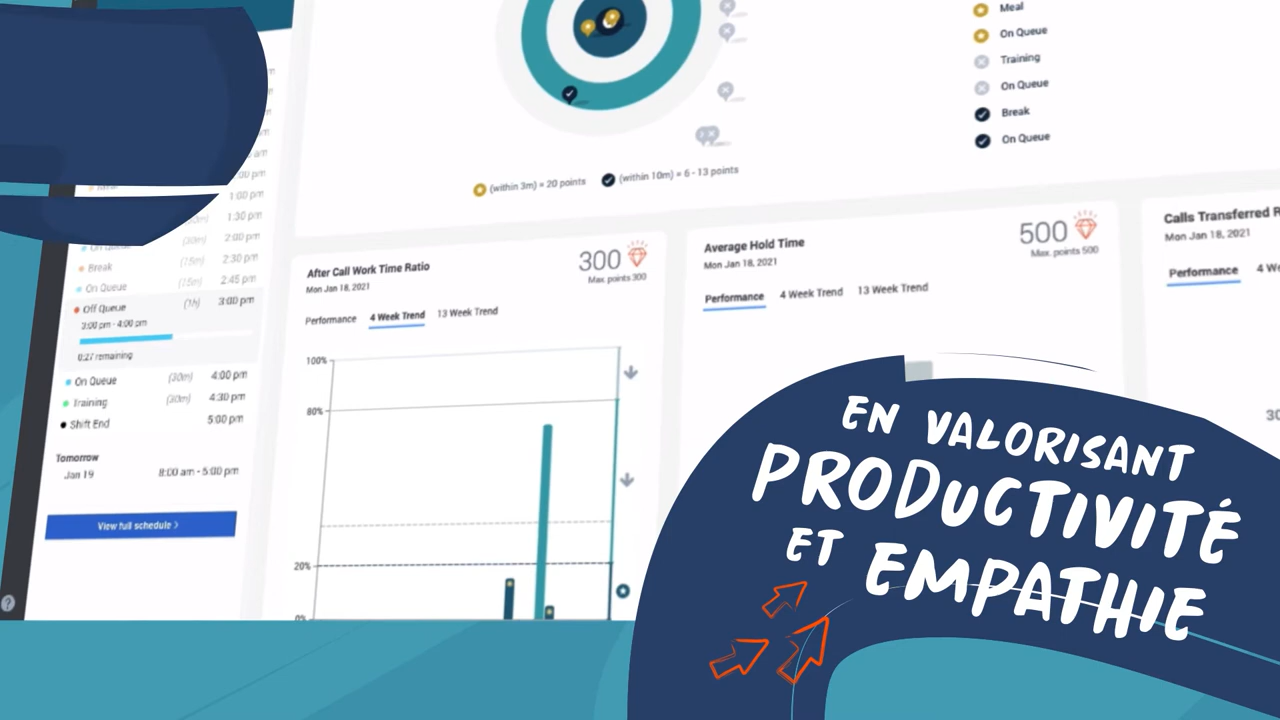 Meal
On Queue
Training
On Queue
Break
On Queue
(within 3m) = 20 points
(within 10m) = 6 - 13 points
1:00 pm
1:30 pm
2:00 pm
Break (15m) 2:30 pm
On Queue (15m) 2:45 pm
Off Queue (1h) 3:00 pm
3:00 pm - 4:00 pm
0:27 remaining
On Queue (30m) 4:00 pm
Training (30m) 4:30 pm
Shift End 5:00 pm
Tomorrow
Jan 19 8:00 am - 5:00 pm
View full schedule >
?
After Call Work Time Ratio
Mon Jan 18, 2021
300
Max. points 300
Performance 4 Week Trend 13 Week Trend
100%
80%
20%
0%
Average Hold Time
Mon Jan 18, 2021
500
Max. points 500
Performance 4 Week Trend 13 Week Trend
Calls Transferred
Mon Jan 18, 2021
Performance
EN VALORISANT
PRODUCTIVITÉ
ET EMPATHIE